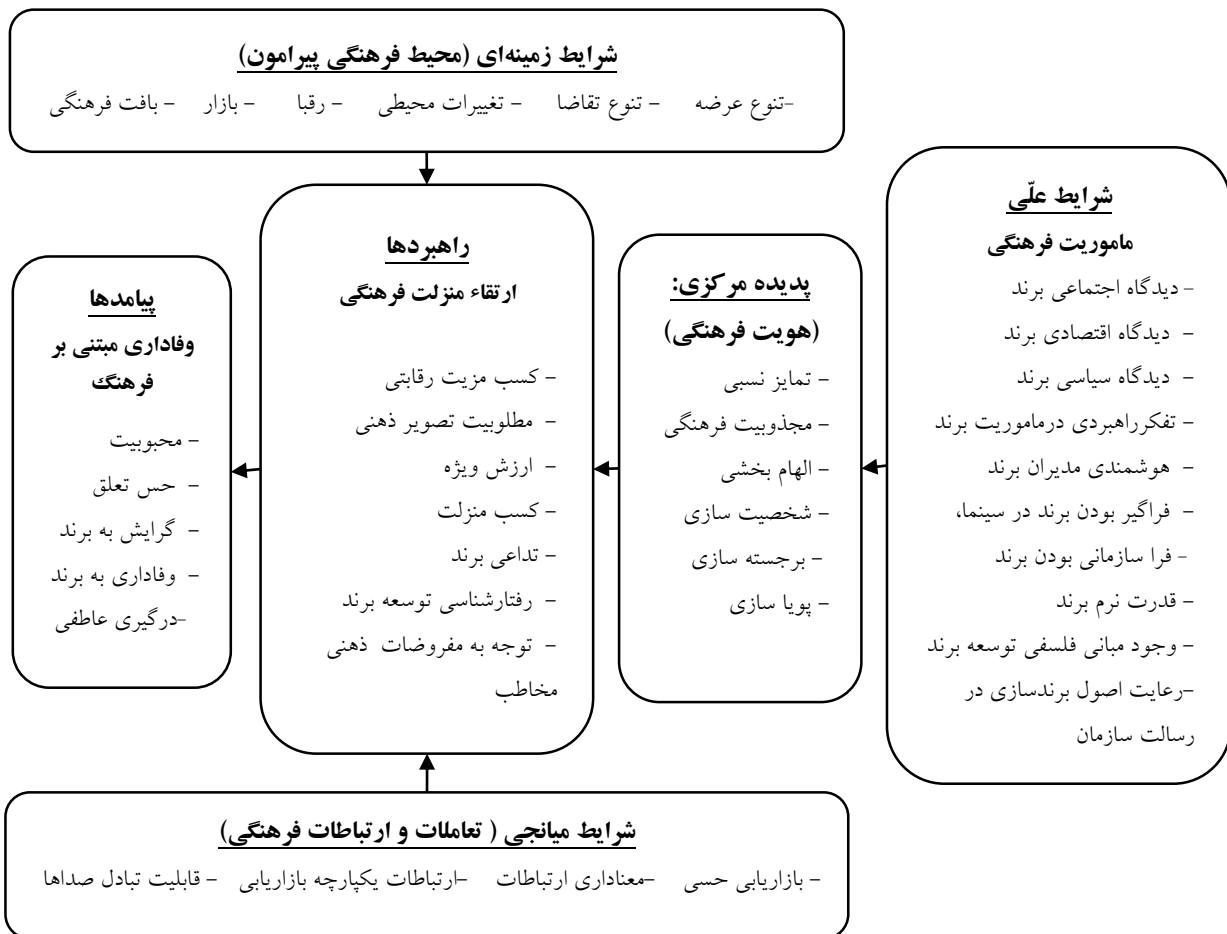 شرایط زمینه‌ای (محیط فرهنگی پیرامون)
-تنوع عرضه – تنوع تقاضا – تغییرات محیطی – رقبا – بازار – بافت فرهنگی
شرایط علّی
ماموریت فرهنگی
- دیدگاه اجتماعی برند
- دیدگاه اقتصادی برند
- دیدگاه سیاسی برند
- تفکرراهبردی درماموریت برند
- هوشمندی مدیران برند
- فراگیر بودن برند در سینما،
- فرا سازمانی بودن برند
- قدرت نرم برند
- وجود مبانی فلسفی توسعه برند
-رعایت اصول برندسازی در
رسالت سازمان
پدیده مرکزی:
(هویت فرهنگی)
- تمایز نسبی
- مجذوبیت فرهنگی
- الهام بخشی
- شخصیت سازی
- برجسته سازی
- پویا سازی
راهبردها
ارتقاء منزلت فرهنگی
- کسب مزیت رقابتی
- مطلوبیت تصویر ذهنی
- ارزش ویژه
- کسب منزلت
- تداعی برند
- رفتارشناسی توسعه برند
- توجه به مفروضات ذهنی
مخاطب
پیامدها
وفاداری مبتنی بر
فرهنگ
- محبوبیت
- حس تعلق
- گرایش به برند
- وفاداری به برند
-درگیری عاطفی
شرایط میانجی ( تعاملات و ارتباطات فرهنگی)
- بازاریابی حسی -معناداری ارتباطات -ارتباطات یکپارچه بازاریابی - قابلیت تبادل صداها